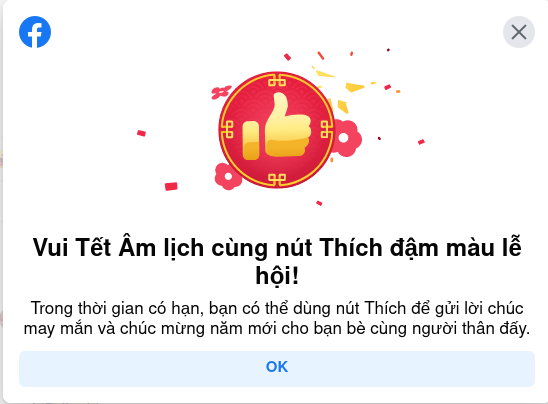 Vui Tết Âm lịch cùng nút Thích đậm màu lễ
hội!
Trong thời gian có hạn, bạn có thể dùng nút Thích để gửi lời chúc
may mắn và chúc mừng năm mới cho bạn bè cùng người thân đấy.
OK